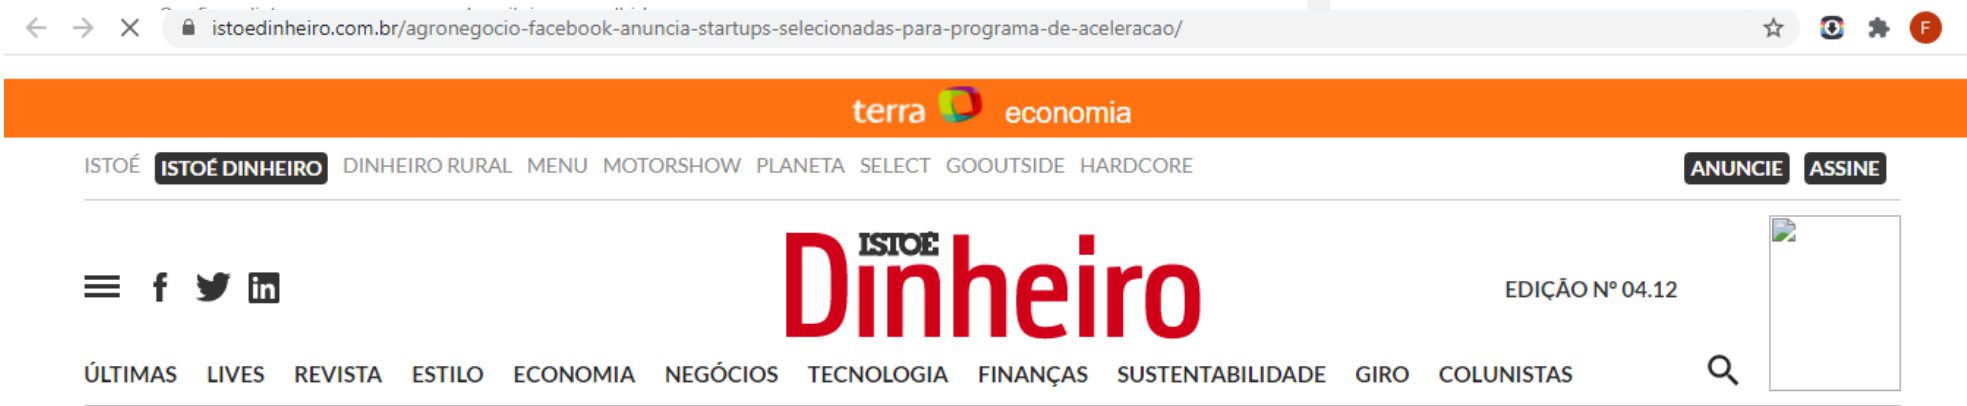 istoedinheiro.com.br/agronegocio-facebook-anuncia-startups-selecionadas-para-programa-de-aceleracao/
F
terra economia
ISTOÉ ISTOÉ DINHEIRO DINHEIRO RURAL MENU MOTORSHOW PLANETA SELECT GOOUTSIDE HARDCORE ANUNCIE ASSINE
ISTOÉ
Dinheiro
f in
EDIÇÃO Nº 04.12
ÚLTIMAS LIVES REVISTA ESTILO ECONOMIA NEGÓCIOS TECNOLOGIA FINANÇAS SUSTENTABILIDADE GIRO COLUNISTAS